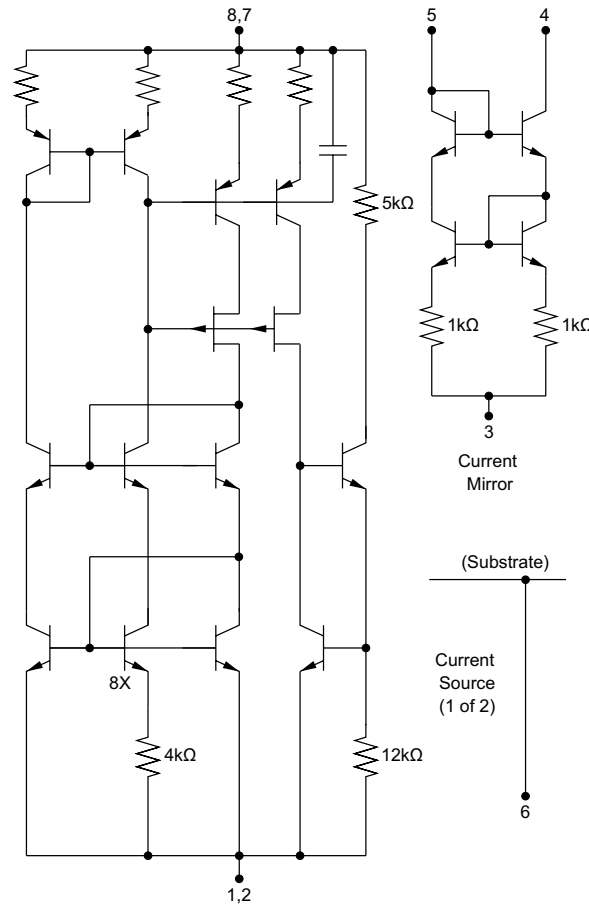 8,7
5
4
5kΩ
1kΩ
1kΩ
3
Current
Mirror
(Substrate)
Current
Source
(1 of 2)
8X
4kΩ
12kΩ
6
1,2